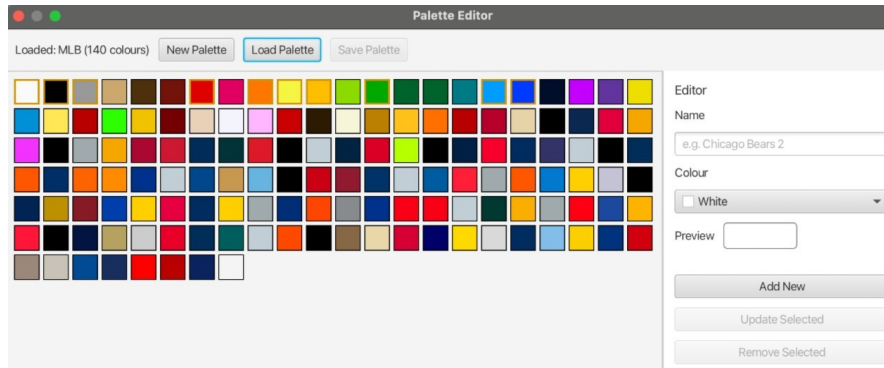 Palette Editor
Loaded: MLB (140 colours)
New Palette
Load Palette
Save Palette
Editor
Name
e.g. Chicago Bears 2
Colour
White
Preview
Add New
Update Selected
Remove Selected